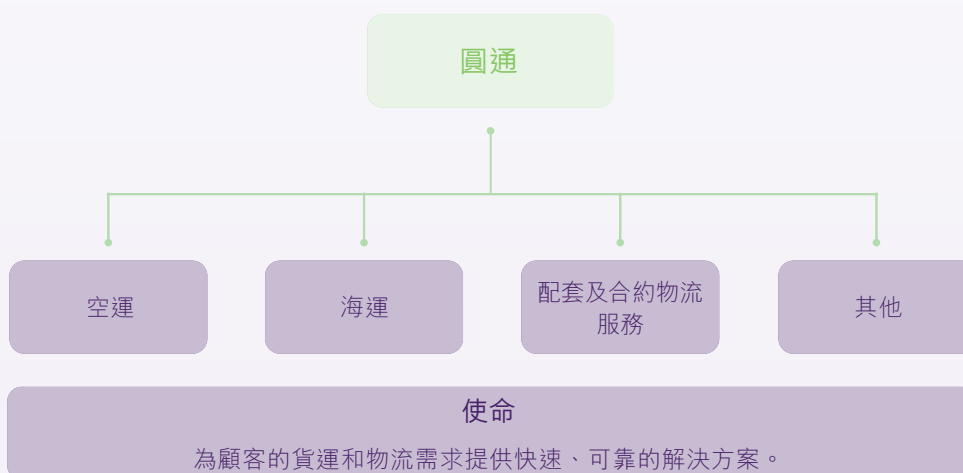 圓通
空運
海運
配套及合約物流
服務
其他
使命
為顧客的貨運和物流需求提供快速、可靠的解決方案。